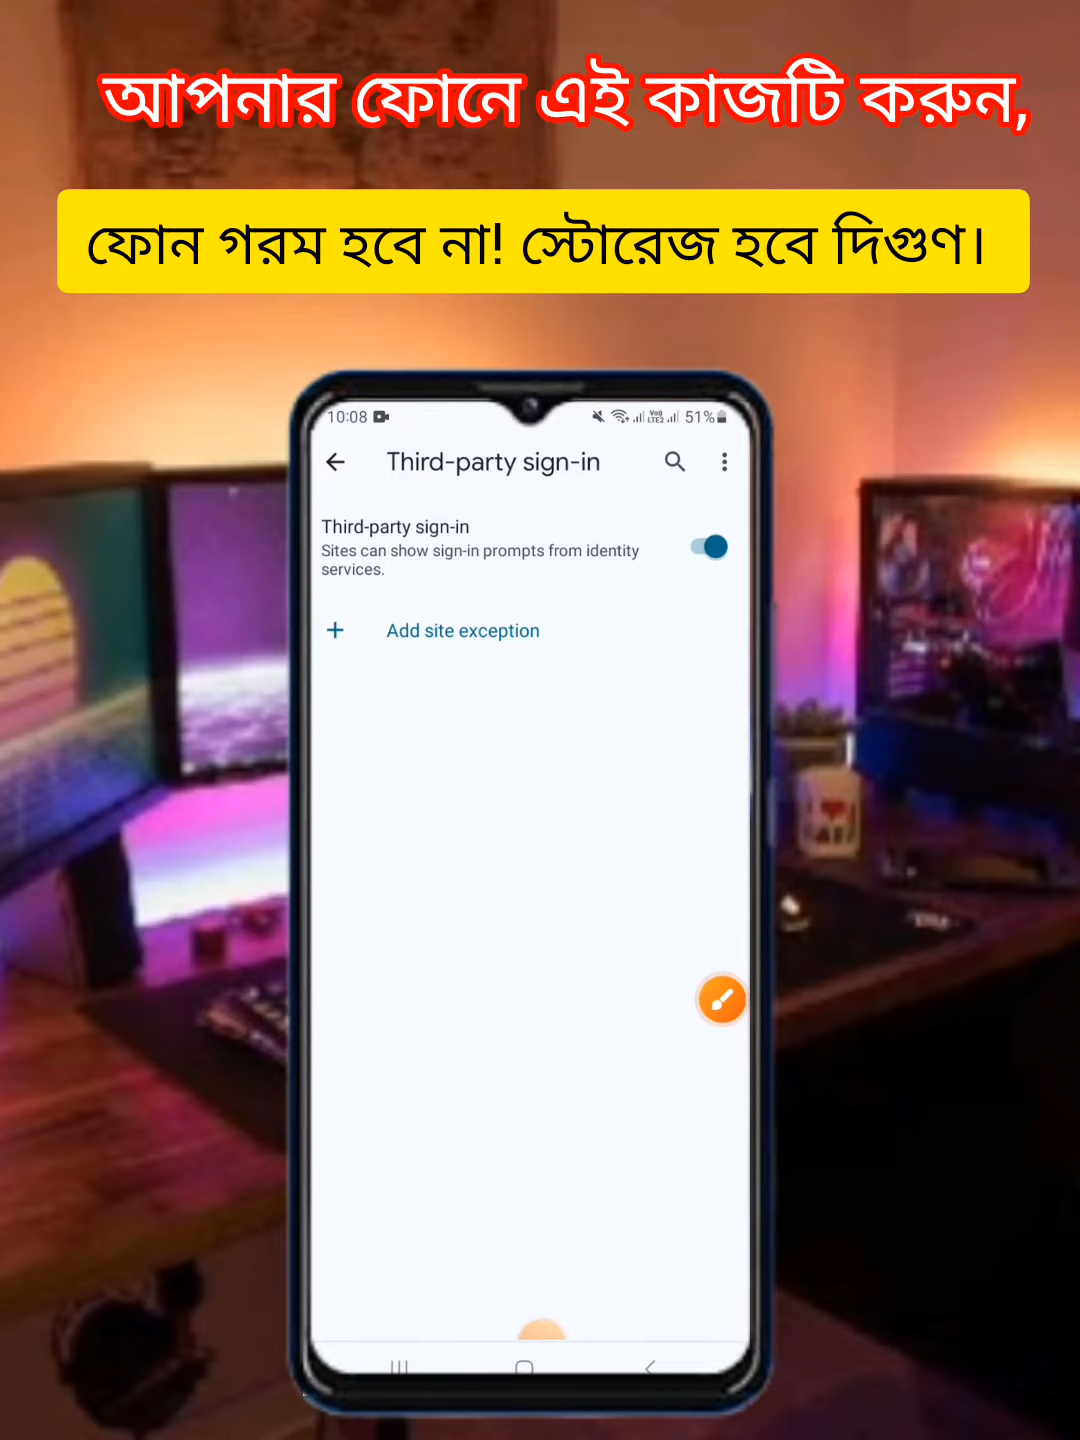 আপনার ফোনে এই কাজটি করুন,
ফোন গরম হবে না! স্টোরেজ হবে দিগুণ।
10:08 51%
Third-party sign-in
Third-party sign-in
Sites can show sign-in prompts from identity
services.
+ Add site exception